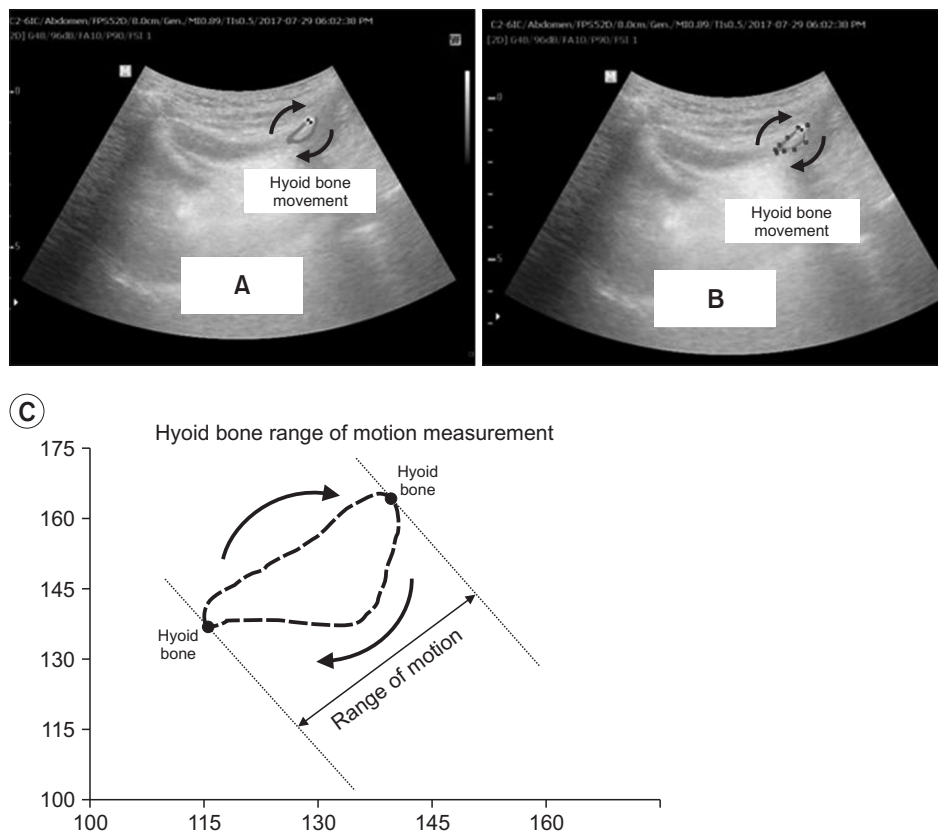 C2-6IC/Abdomen/FPS52D/8.0cm/Gen./MI0.89/TIs0.5/2017-07-29 06:02:38 PM
2D] G48/96dB/FA10/P90/FSI 1
0
5
Hyoid bone
movement
A
C2-6IC/Abdomen/FPS52D/8.0cm/Gen./MI0.89/TIs0.5/2017-07-29 06:02:38 PM
[2D] G48/96dB/FA10/P90/FSI 1
0
5
Hyoid bone
movement
B
C
Hyoid bone range of motion measurement
175
160
145
130
115
100
100
115
130
145
160
Hyoid
bone
Hyoid
bone
Range of motion